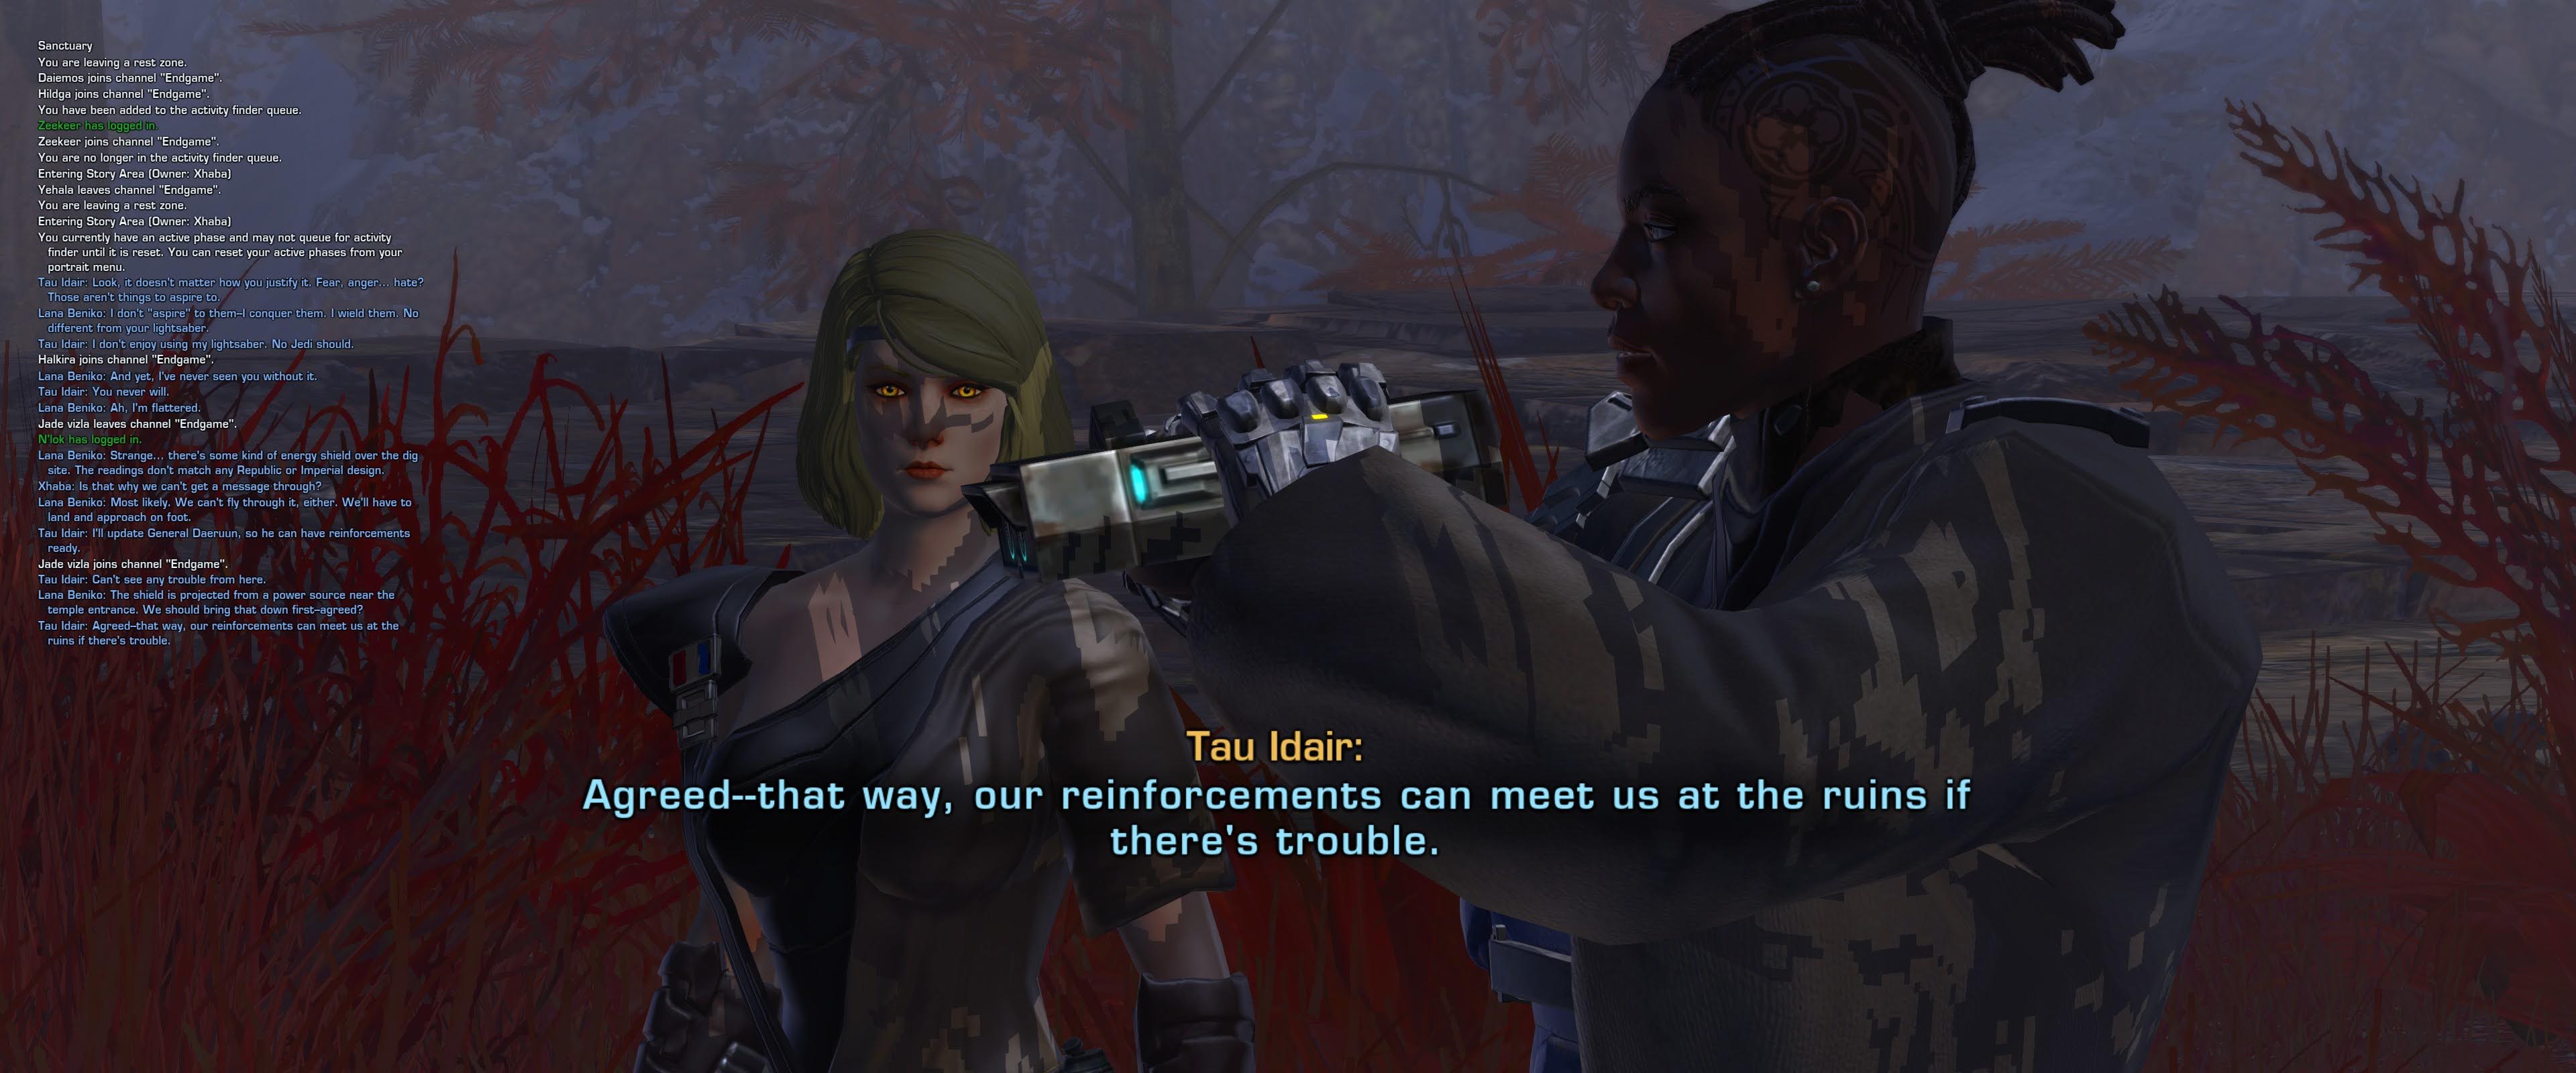 Sanctuary
You are leaving a rest zone.
Daiemos joins channel "Endgame".
Hildga joins channel "Endgame".
You have been added to the activity finder queue.
Zeekeer has logged in.
Zeekeer joins channel "Endgame".
You are no longer in the activity finder queue.
Entering Story Area (Owner: Xhaba)
Yehala leaves channel "Endgame".
You are leaving a rest zone.
Entering Story Area (Owner: Xhaba)
You currently have an active phase and may not queue for activity
finder until it is reset. You can reset your active phases from your
portrait menu.
Tau Idair: Look, it doesn't matter how you justify it. Fear, anger... hate?
Those aren't things to aspire to.
Lana Beniko: I don't "aspire" to them–I conquer them. I wield them. No
different from your lightsaber.
Tau Idair: I don't enjoy using my lightsaber. No Jedi should.
Halkira joins channel "Endgame".
Lana Beniko: And yet, I've never seen you without it.
Tau Idair: You never will.
Lana Beniko: Ah, I'm flattered.
Jade vizla leaves channel "Endgame".
N'lok has logged in.
Lana Beniko: Strange... there's some kind of energy shield over the dig
site. The readings don't match any Republic or Imperial design.
Xhaba: Is that why we can't get a message through?
Lana Beniko: Most likely. We can't fly through it, either. We'll have to
land and approach on foot.
Tau Idair: I'll update General Daeruun, so he can have reinforcements
ready.
Jade vizla joins channel "Endgame".
Tau Idair: Can't see any trouble from here.
Lana Beniko: The shield is projected from a power source near the
temple entrance. We should bring that down first–agreed?
Tau Idair: Agreed–that way, our reinforcements can meet us at the
ruins if there's trouble.
Tau Idair:
Agreed--that way, our reinforcements can meet us at the ruins if
there's trouble.